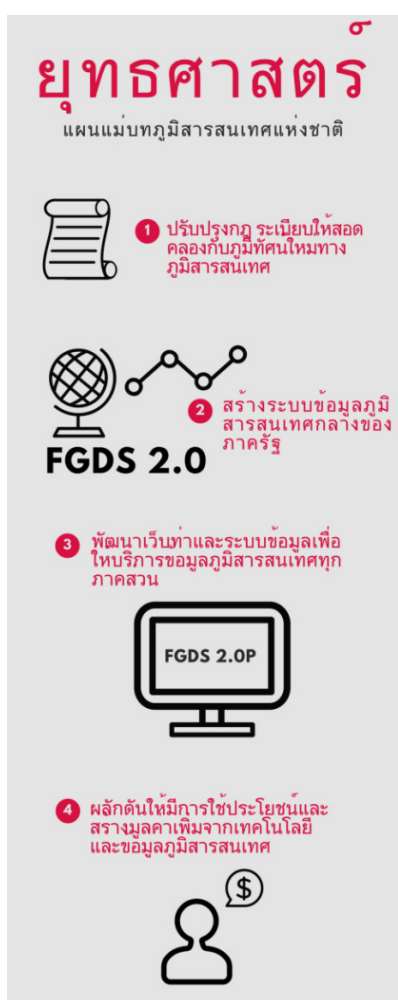 ยุทธศาสตร์
แผนแม่บทภูมิสารสนเทศแห่งชาติ
1 ปรับปรุงกฎ ระเบียบให้สอด
คลองกับภูมิทัศน์ใหม่ทาง
ภูมิสารสนเทศ
2 สร้างระบบข้อมูลภูมิ
สารสนเทศกลางของ
ภาครัฐ
FGDS 2.0
3 พัฒนาเว็บท่าและระบบข้อมูลเพื่อ
ใหบริการขอมูลภูมิสารสนเทศทุก
ภาคสวน
FGDS 2.0P
4 ผลักดันให้มีการใช้ประโยชน์และ
สรางมูลคาเพิ่มจากเทคโนโลยี
และขอมูลภูมิสารสนเทศ
$